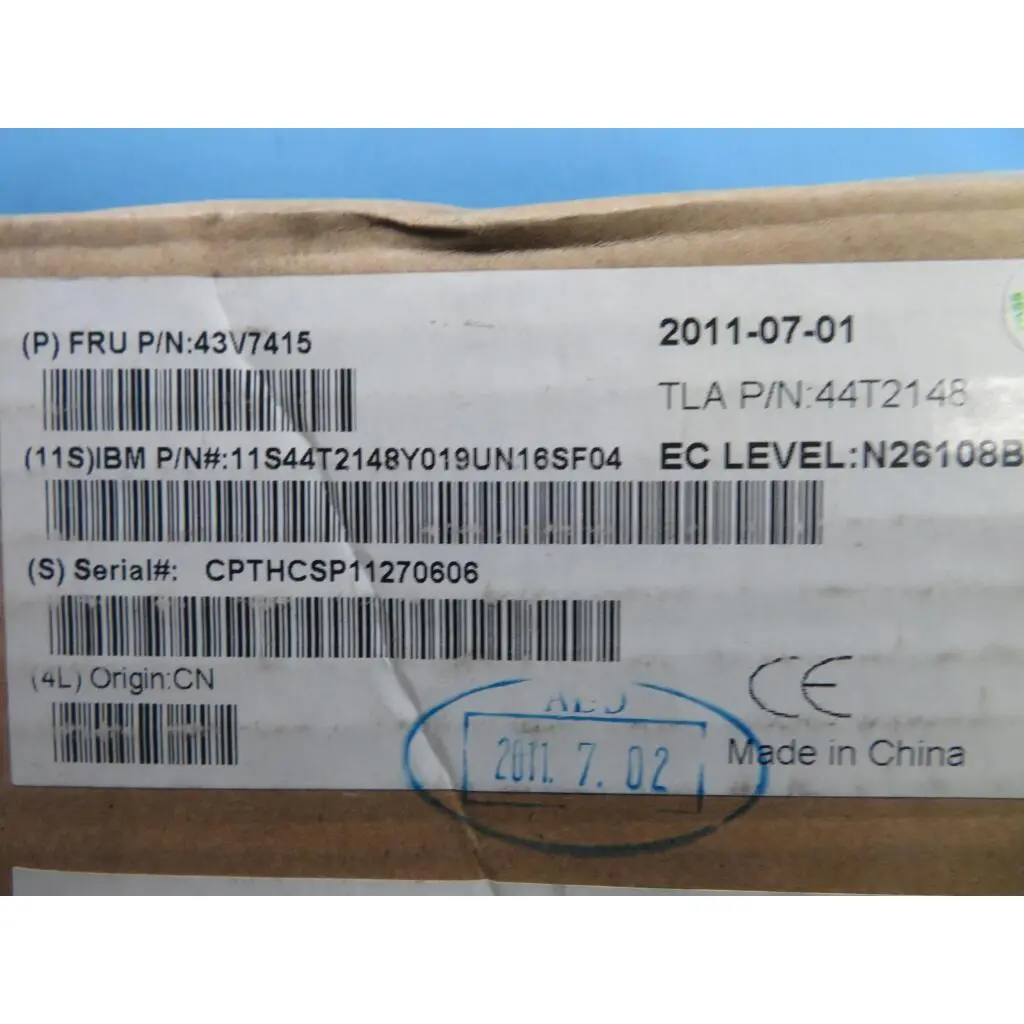 (P) FRU P/N:43V7415
2011-07-01
TLA P/N:44T2148
(11S)IBM P/N#:11S44T2148Y019UN16SF04
EC LEVEL:N26108B
(S) Serial#: CPTHCSP11270606
(4L) Origin:CN
CE
2011. 7. 02
Made in China